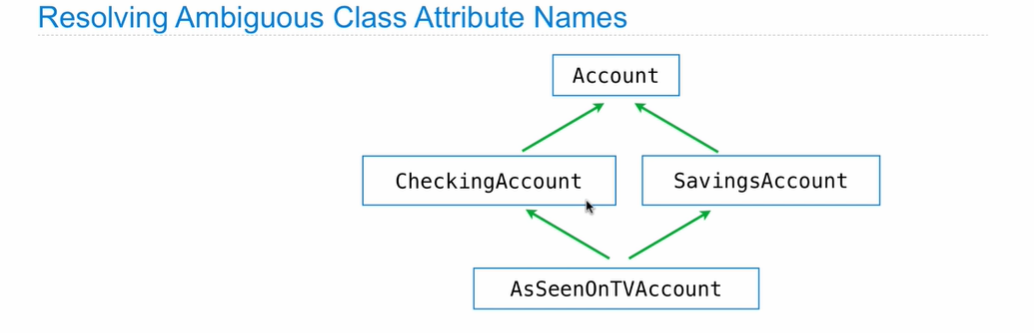 Resolving Ambiguous Class Attribute Names
Account
CheckingAccount
SavingsAccount
AsSeenOnTVAccount